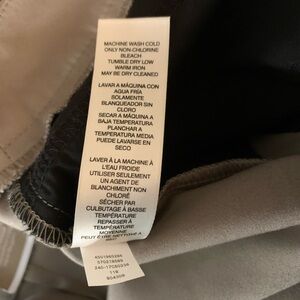 MACHINE WASH COLD
ONLY NON-CHLORINE
BLEACH
TUMBLE DRY LOW
WARM IRON
MAY BE DRY CLEANED
LAVAR A MÁQUINA CON
AGUA FRÍA
SOLAMENTE
BLANQUEADOR SIN
CLORO
SECAR A MÁQUINA A
BAJA TEMPERATURA
PLANCHAR A
TEMPERATURA MEDIA
PUEDE LAVARSE EN
SECO
LAVER À LA MACHINE À
L'EAU FROIDE
UTILISER SEULEMENT
UN AGENT DE
BLANCHIMENT NON
CHLORÉ
SÉCHER PAR
CULBUTAGE À BASSE
TEMPÉRATURE
REPASSER À
TEMPÉRATURE
MOYENNE
PEUT ÊTRE NETTOYÉ À